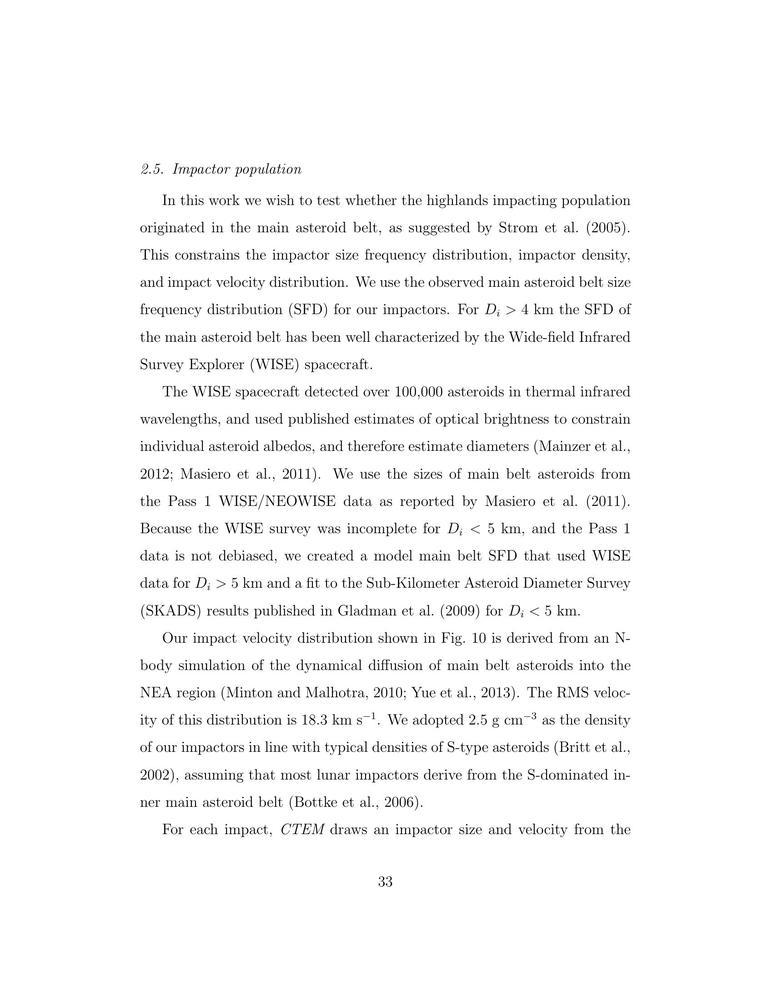 2.5. Impactor population
In this work we wish to test whether the highlands impacting population
originated in the main asteroid belt, as suggested by Strom et al. (2005).
This constrains the impactor size frequency distribution, impactor density,
and impact velocity distribution. We use the observed main asteroid belt size
frequency distribution (SFD) for our impactors. For Dᵢ > 4 km the SFD of
the main asteroid belt has been well characterized by the Wide-field Infrared
Survey Explorer (WISE) spacecraft.
The WISE spacecraft detected over 100,000 asteroids in thermal infrared
wavelengths, and used published estimates of optical brightness to constrain
individual asteroid albedos, and therefore estimate diameters (Mainzer et al.,
2012; Masiero et al., 2011). We use the sizes of main belt asteroids from
the Pass 1 WISE/NEOWISE data as reported by Masiero et al. (2011).
Because the WISE survey was incomplete for Dᵢ < 5 km, and the Pass 1
data is not debiased, we created a model main belt SFD that used WISE
data for Dᵢ > 5 km and a fit to the Sub-Kilometer Asteroid Diameter Survey
(SKADS) results published in Gladman et al. (2009) for Dᵢ < 5 km.
Our impact velocity distribution shown in Fig. 10 is derived from an N-
body simulation of the dynamical diffusion of main belt asteroids into the
NEA region (Minton and Malhotra, 2010; Yue et al., 2013). The RMS veloc-
ity of this distribution is 18.3 km s⁻¹. We adopted 2.5 g cm⁻³ as the density
of our impactors in line with typical densities of S-type asteroids (Britt et al.,
2002), assuming that most lunar impactors derive from the S-dominated in-
ner main asteroid belt (Bottke et al., 2006).
For each impact, CTEM draws an impactor size and velocity from the
33